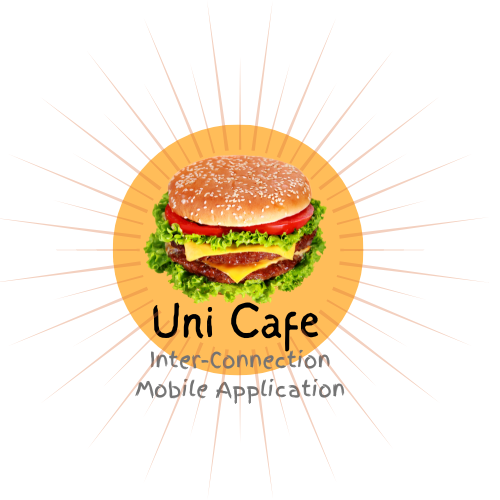 Uni Cafe
Inter-Connection
Mobile Application